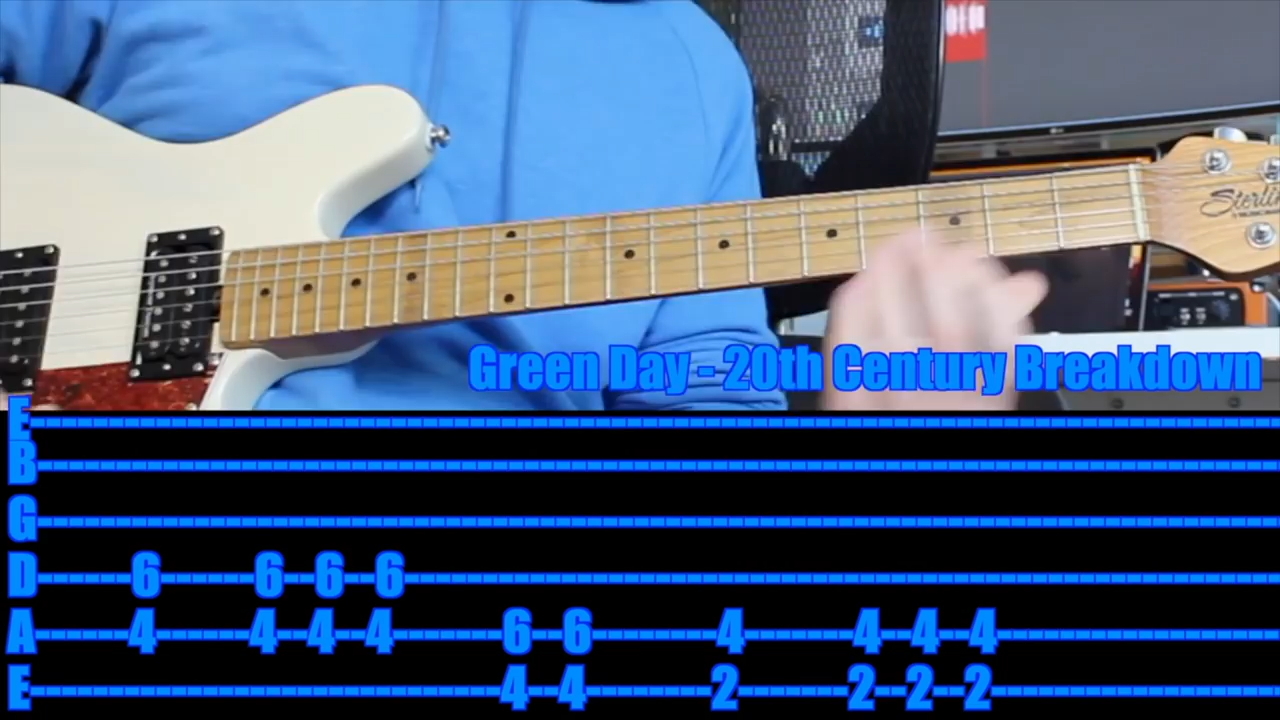 Sterlin
Green Day - 20th Century Breakdown
E
B
G
D 6 6 6 6
A 4 4 4 4 6 6 4 4 4 4
E 4 4 2 2 2 2